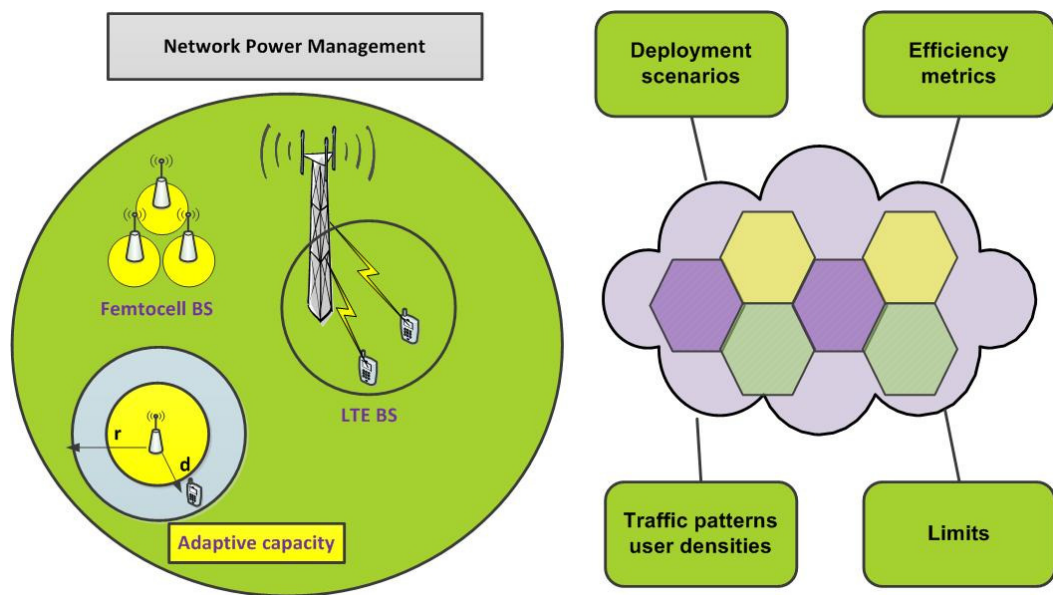 Network Power Management
Femtocell BS
LTE BS
r
d
Adaptive capacity
Deployment
scenarios
Efficiency
metrics
Traffic patterns
user densities
Limits